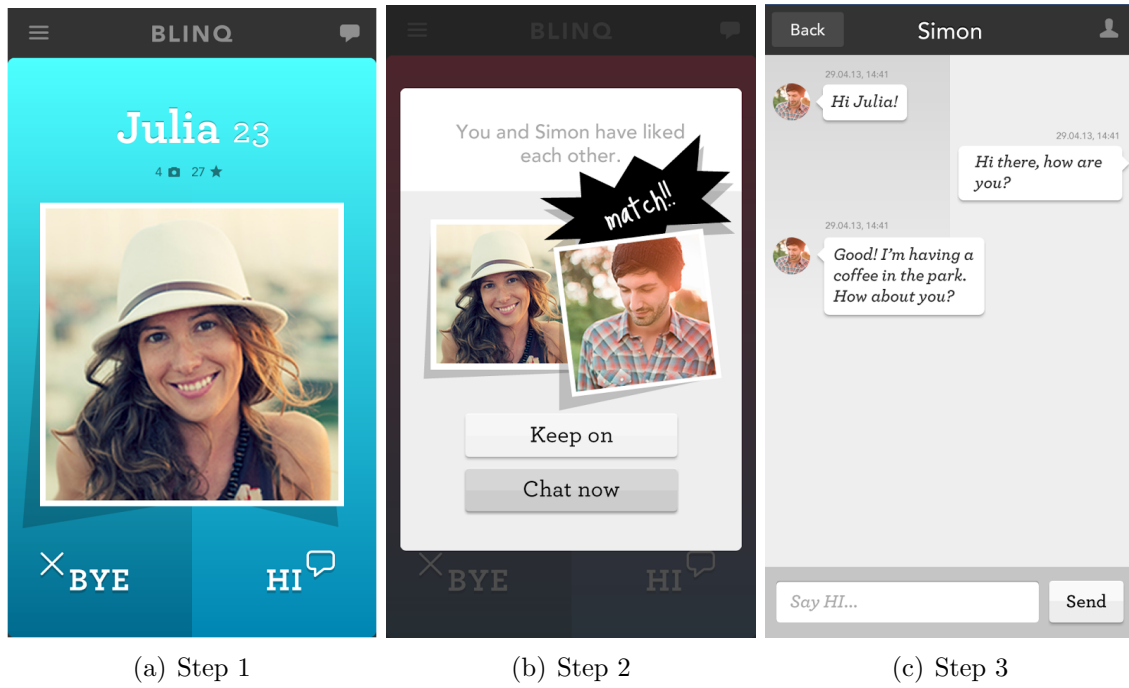 BLINQ
Julia 23
4 27
BYE
HI
(a) Step 1
BLINQ
You and Simon have liked
each other.
match!!
Keep on
Chat now
BYE
HI
(b) Step 2
Back
Simon
29.04.13, 14:41
Hi Julia!
29.04.13, 14:41
Hi there, how are
you?
29.04.13, 14:41
Good! I'm having a
coffee in the park.
How about you?
Say HI...
Send
(c) Step 3